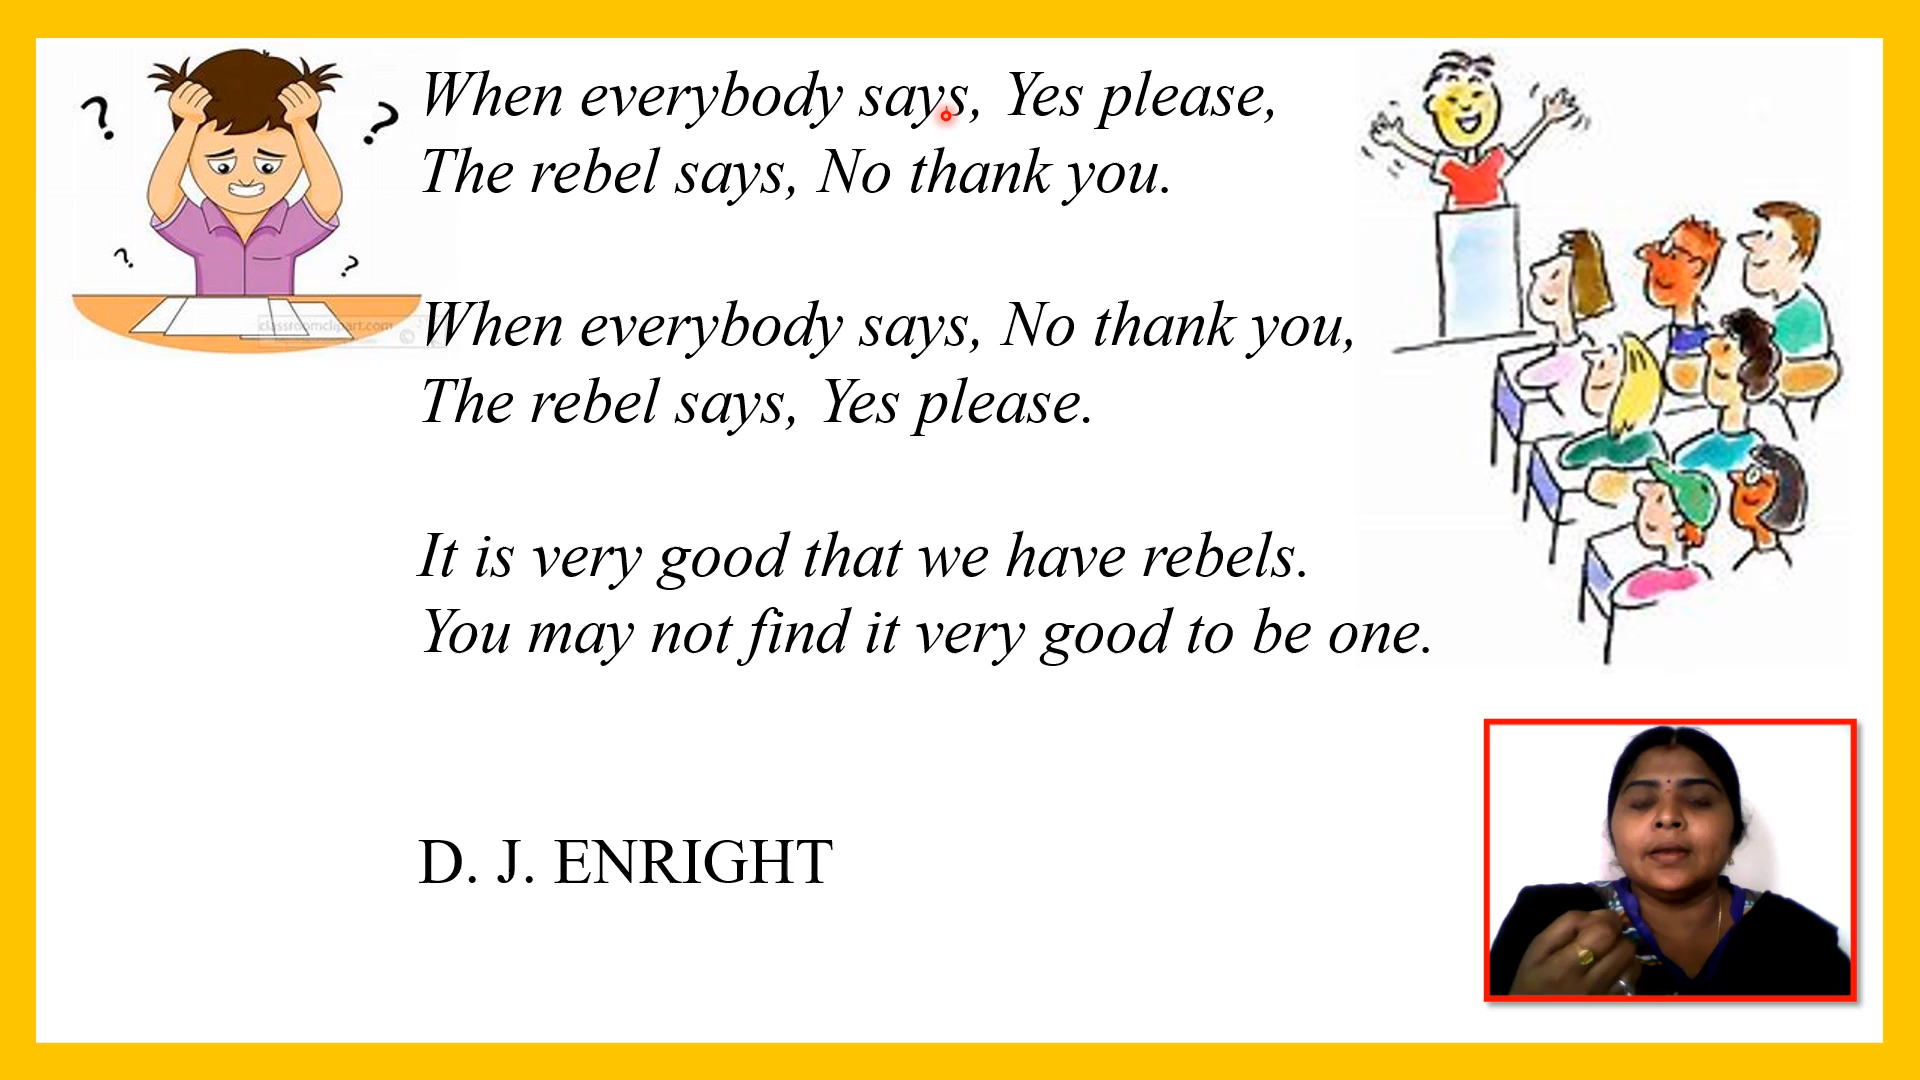 When everybody says, Yes please,
The rebel says, No thank you.
When everybody says, No thank you,
The rebel says, Yes please.
It is very good that we have rebels.
You may not find it very good to be one.
D. J. ENRIGHT
? ? ? ?
classroomclipart.com ©